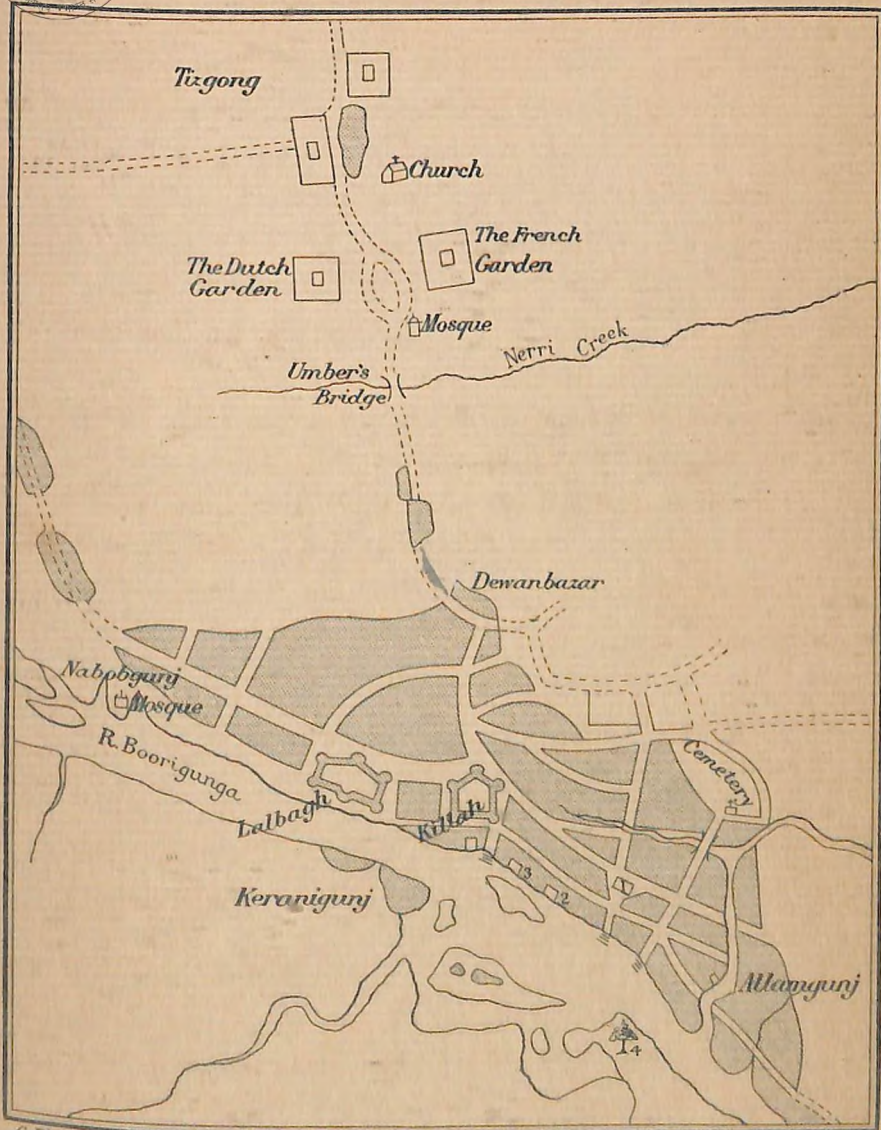 Tizgong
Church
The French
Garden
The Dutch
Garden
Mosque
Nerri Creek
Umber's
Bridge
Dewanbazar
Nabobgunj
Mosque
R. Boorigunga
Cemetery
Lalbagh
Killah
Keranigunj
3
2
1
Allamgunj
4